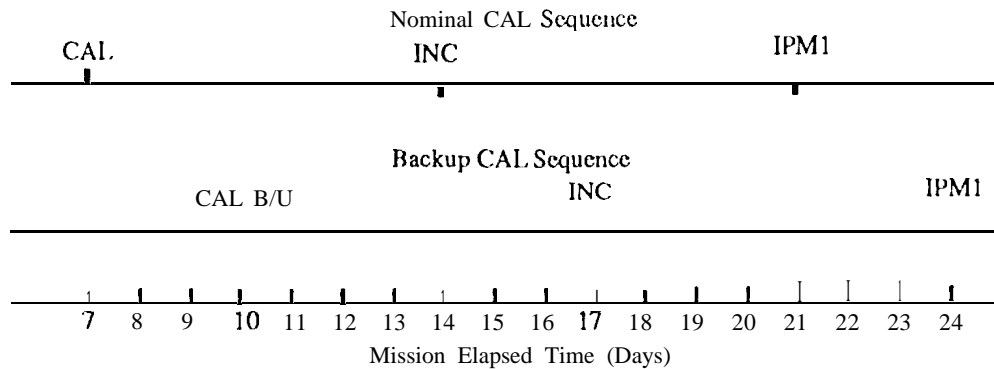 Nominal CAL Sequence
CAL INC IPM1
Backup CAL Sequence
CAL B/U INC IPM1
7 8 9 10 11 12 13 14 15 16 17 18 19 20 21 22 23 24
Mission Elapsed Time (Days)